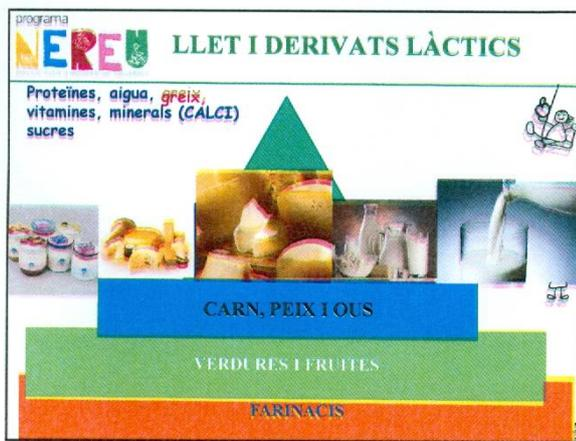 programa
NEREU
LLET I DERIVATS LÀCTICS
Proteïnes, aigua, greix,
vitamines, minerals (CALCI)
sucres
CARN, PEIX I OUS
VERDURES I FRUITES
FARINACIS